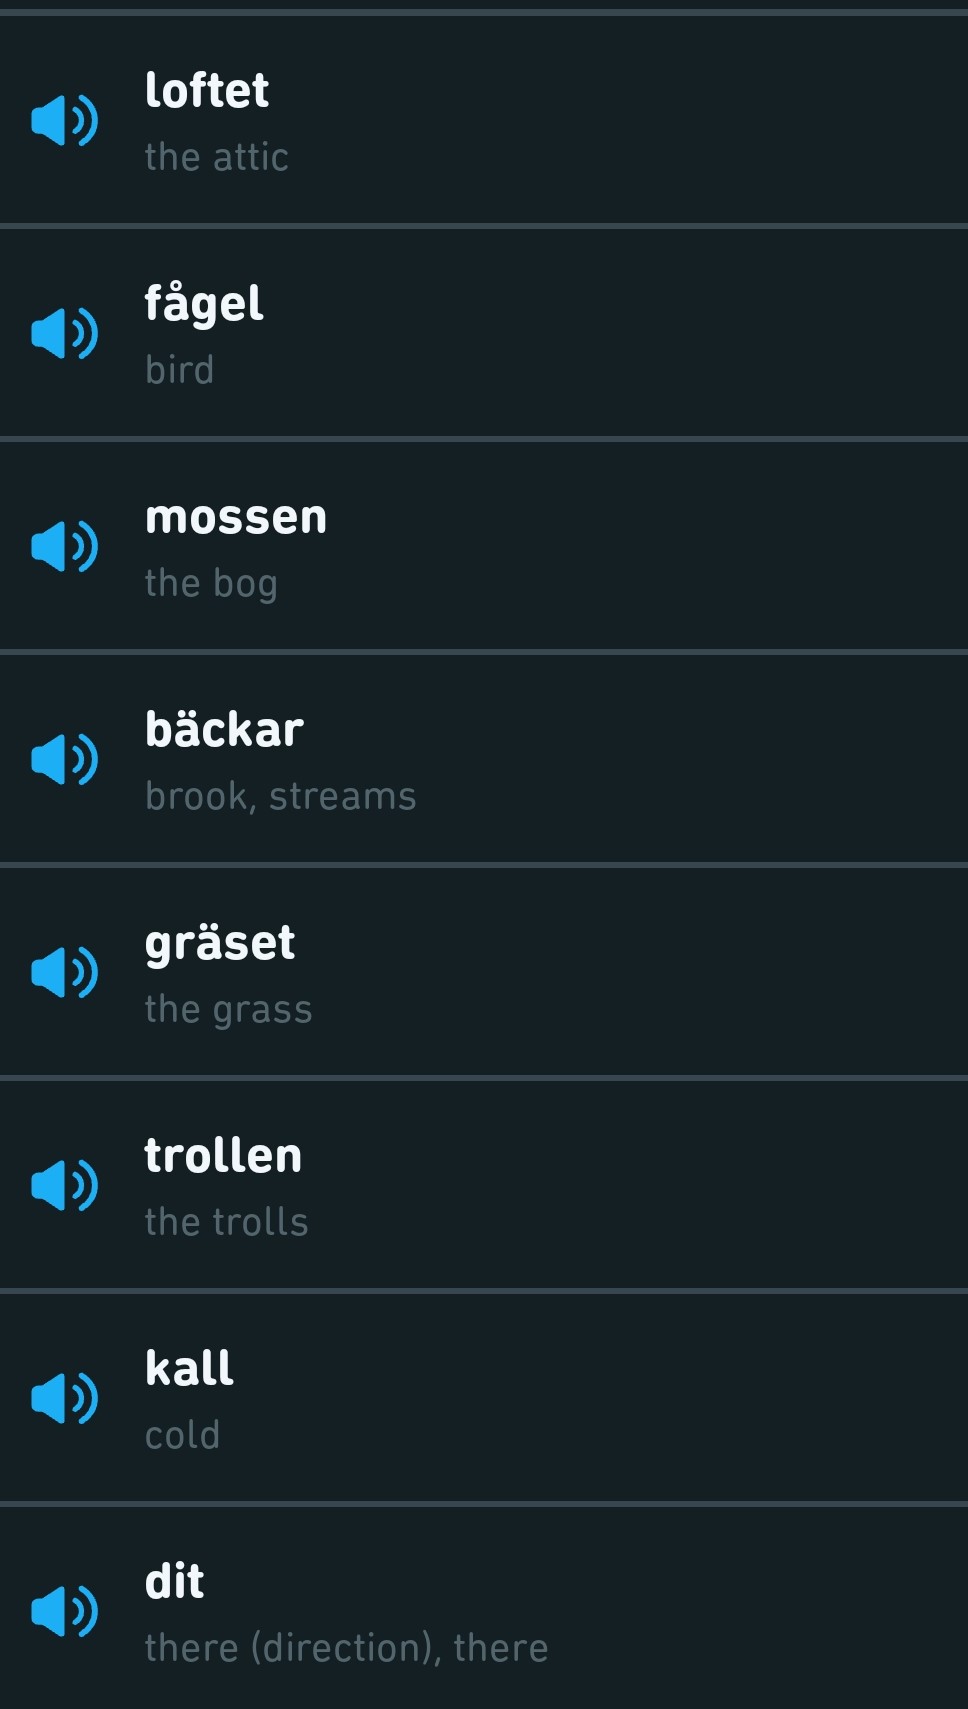 loftet
the attic
fågel
bird
mossen
the bog
bäckar
brook, streams
gräset
the grass
trollen
the trolls
kall
cold
dit
there (direction), there